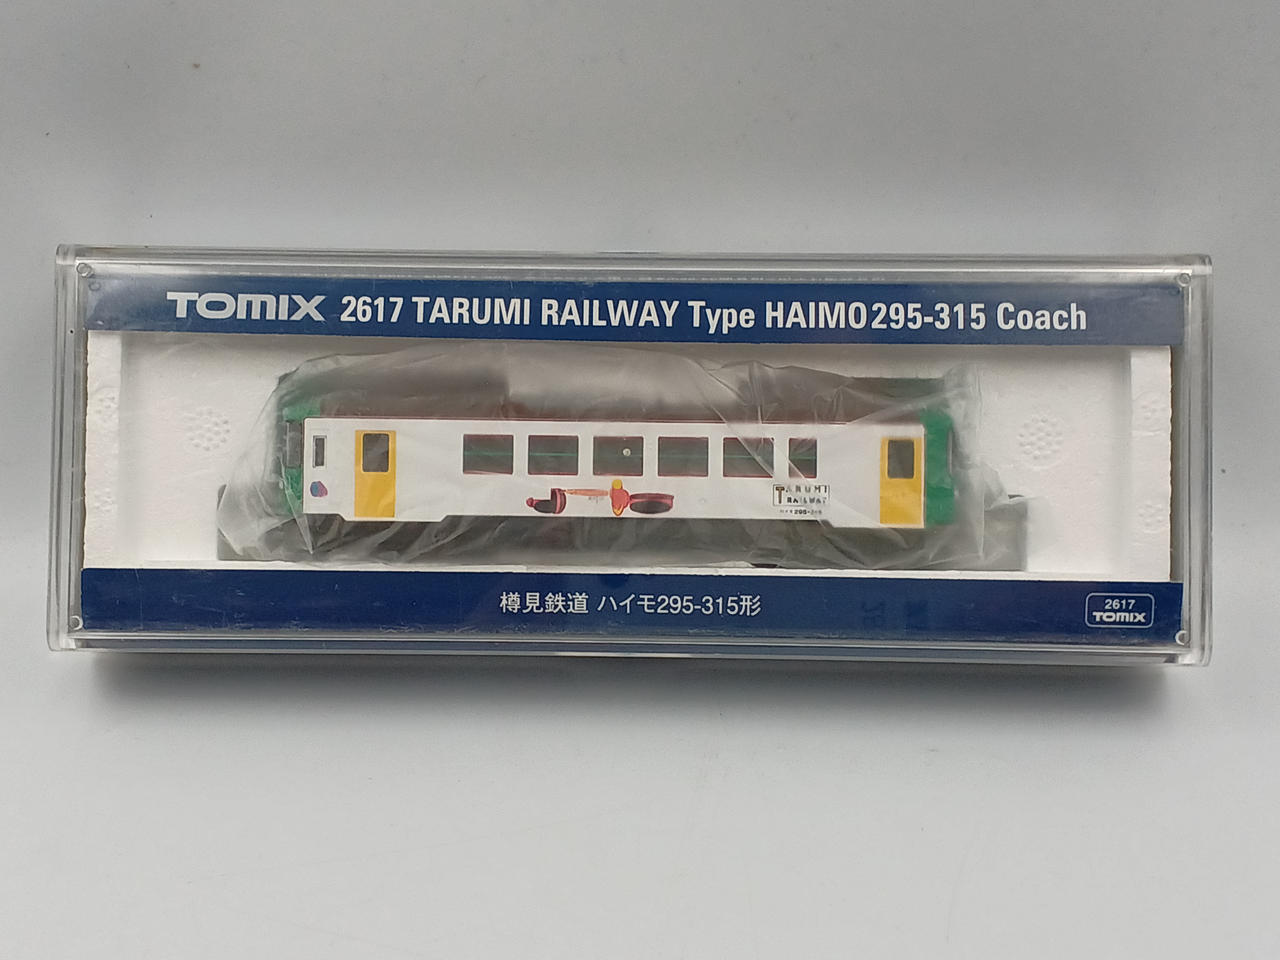 TOMIX 2617 TARUMI RAILWAY Type HAIMO295-315 Coach
TARUMI
RAILWAY
樽見鉄道 ハイモ295-315形
2617
TOMIX